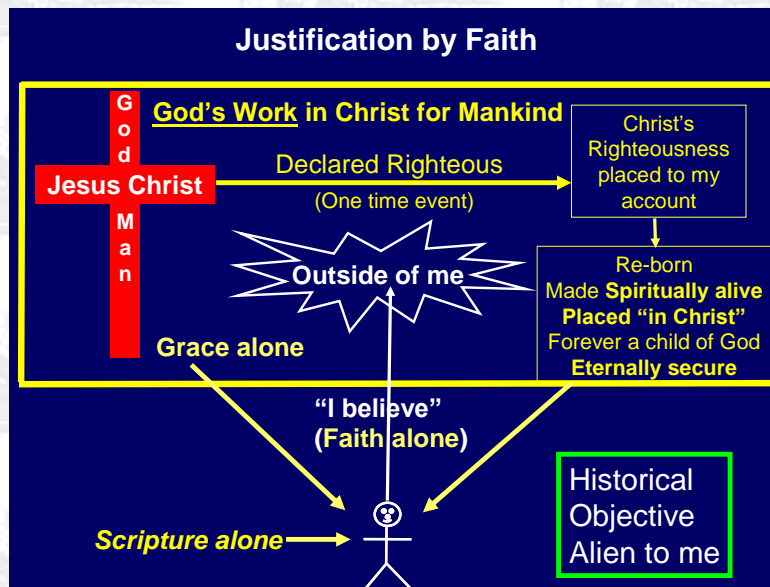 Justification by Faith
God's Work in Christ for Mankind
God
Jesus Christ
Man
Declared Righteous
(One time event)
Christ's
Righteousness
placed to my
account
Outside of me
Re-born
Made Spiritually alive
Placed "in Christ"
Forever a child of God
Eternally secure
Grace alone
"I believe"
(Faith alone)
Scripture alone
Historical
Objective
Alien to me